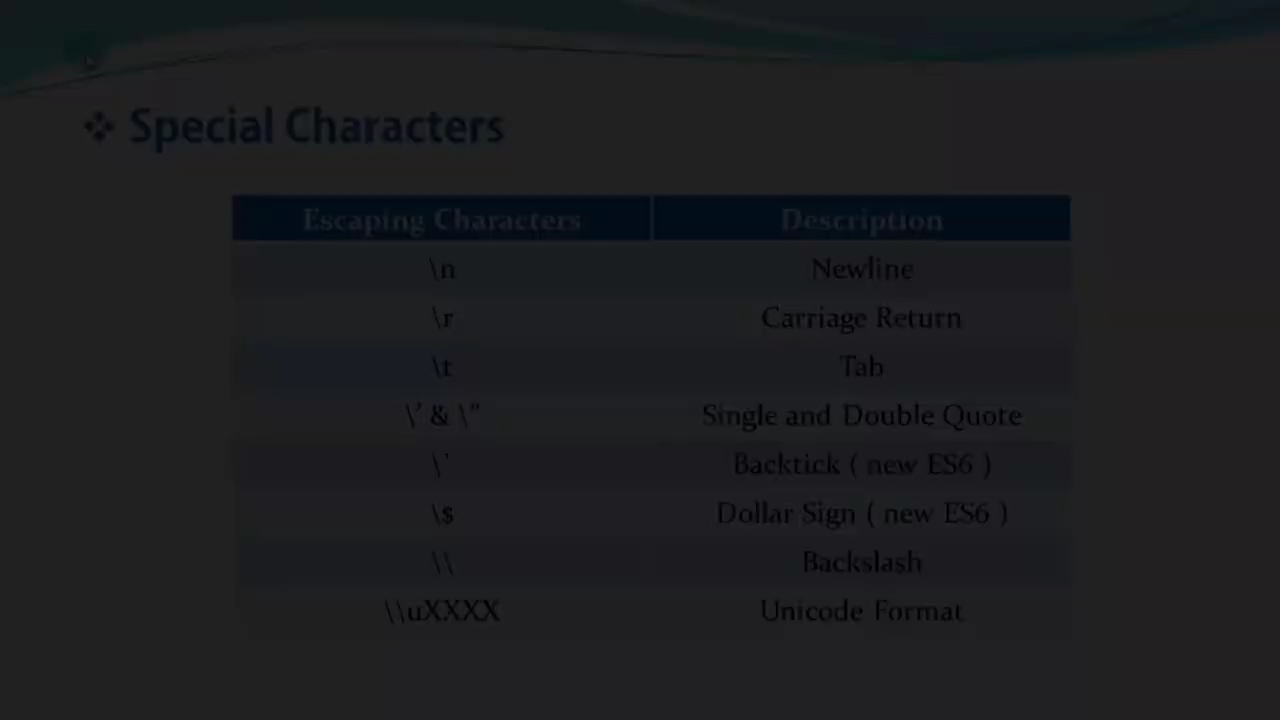 ❖ Special Characters
Escaping Characters Description
\n Newline
\r Carriage Return
\t Tab
\' & \" Single and Double Quote
\` Backtick ( new ES6 )
\$ Dollar Sign ( new ES6 )
\\ Backslash
\\uXXXX Unicode Format